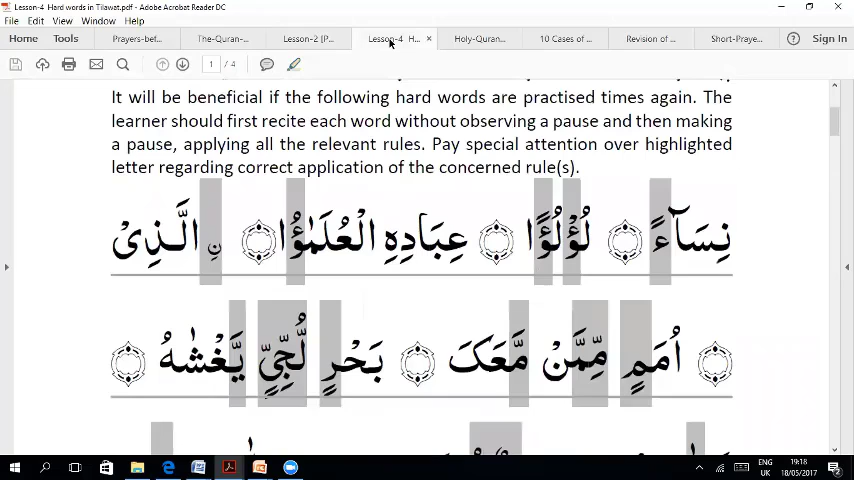 Lesson-4 Hard words in Tilawat.pdf - Adobe Acrobat Reader DC
File Edit View Window Help
Home Tools Prayers-bef... The-Quran-... Lesson-2 [P... Lesson-4 H... × Holy-Quran... 10 Cases of ... Revision of ... Short-Praye... Sign In
1 / 4
It will be beneficial if the following hard words are practised times again. The
learner should first recite each word without observing a pause and then making
a pause, applying all the relevant rules. Pay special attention over highlighted
letter regarding correct application of the concerned rule(s).
نِسَآءً ۝ لُؤْلُؤًا ۝ عِبَادِهِ الْعُلَمٰٓؤُا ۝ نِ الَّذِىْ
۝ اُمَمٍ مِّمَّنْ مَّعَكَ ۝ بَحْرٍ لُّجِّىٍّ يَّغْشٰىهُ ۝
ENG 19:18
UK 18/05/2017